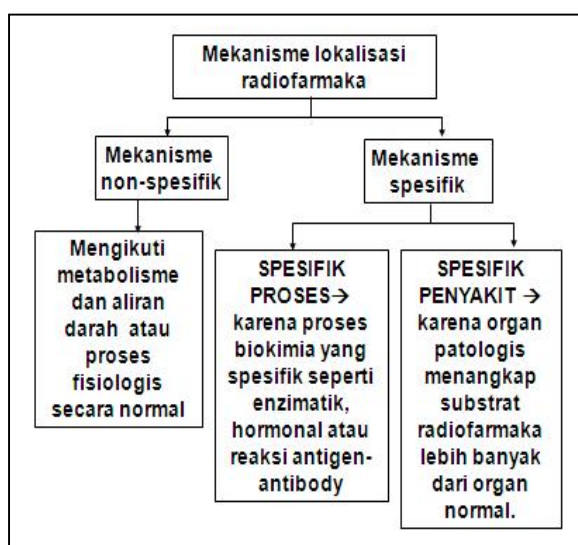 Mekanisme lokalisasi
radiofarmaka
Mekanisme
non-spesifik
Mekanisme
spesifik
Mengikuti
metabolisme
dan aliran
darah atau
proses
fisiologis
secara normal
SPESIFIK
PROSES→
karena proses
biokimia yang
spesifik seperti
enzimatik,
hormonal atau
reaksi antigen-
antibody
SPESIFIK
PENYAKIT →
karena organ
patologis
menangkap
substrat
radiofarmaka
lebih banyak
dari organ
normal.